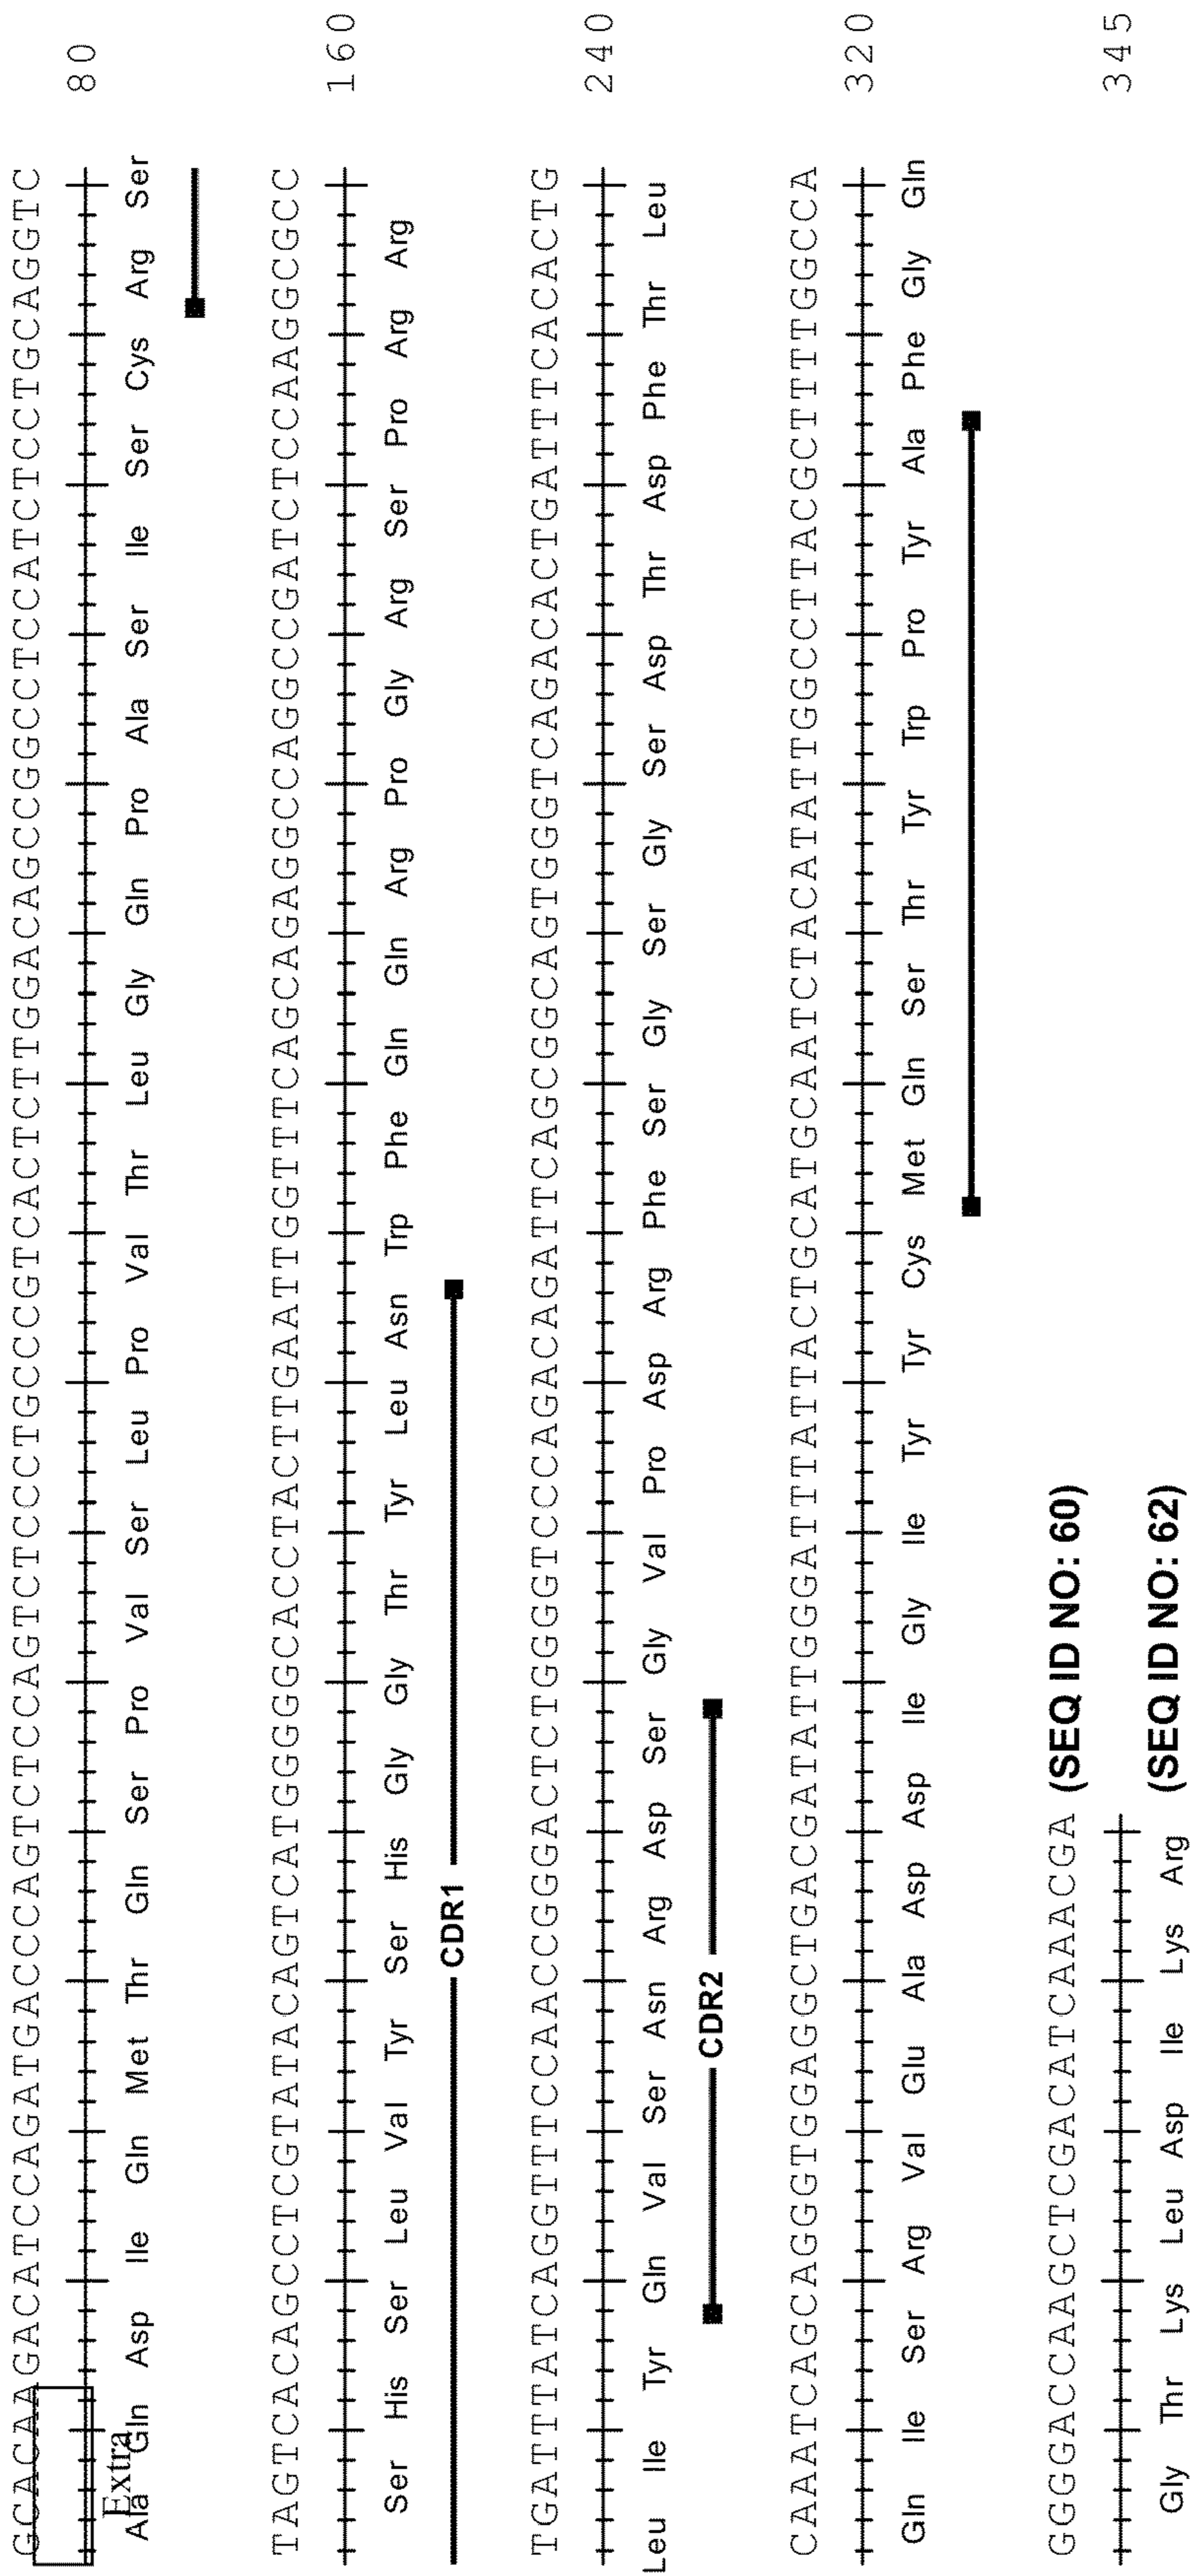 GCACAAGACATCCAGATGACCCAGTCTCCAGTCTCCCTGCCCGTCACTCTTGGACAGCCGGCCTCCATCTCCTGCAGGTC 80
Ala Gln Asp Ile Gln Met Thr Gln Ser Pro Val Ser Leu Pro Val Thr Leu Gly Gln Pro Ala Ser Ile Ser Cys Arg Ser
Extra
TAGTCACAGCCTCGTATACAGTCATGGGGGCACCTACTTGAATTGGTTTCAGCAGAGGCCAGGCCGATCTCCAAGGCGCC 160
Ser His Ser Leu Val Tyr Ser His Gly Gly Thr Tyr Leu Asn Trp Phe Gln Gln Arg Pro Gly Arg Ser Pro Arg Arg
CDR1
TGATTTATCAGGTTTCCAACCGGGACTCTGGGGTCCCAGACAGATTCAGCGGCAGTGGGTCAGACACTGATTTCACACTG 240
Leu Ile Tyr Gln Val Ser Asn Arg Asp Ser Gly Val Pro Asp Arg Phe Ser Gly Ser Gly Ser Asp Thr Asp Phe Thr Leu
CDR2
CAAATCAGCAGGGTGGAGGCTGACGATATTGGGATTTATTACTGCATGCAATCTACATATTGGCCTTACGCTTTTGGCCA 320
Gln Ile Ser Arg Val Glu Ala Asp Asp Ile Gly Ile Tyr Tyr Cys Met Gln Ser Thr Tyr Trp Pro Tyr Ala Phe Gly Gln
GGGGACCAAGCTCGACATCAAACGA (SEQ ID NO: 60) 345
Gly Thr Lys Leu Asp Ile Lys Arg (SEQ ID NO: 62)